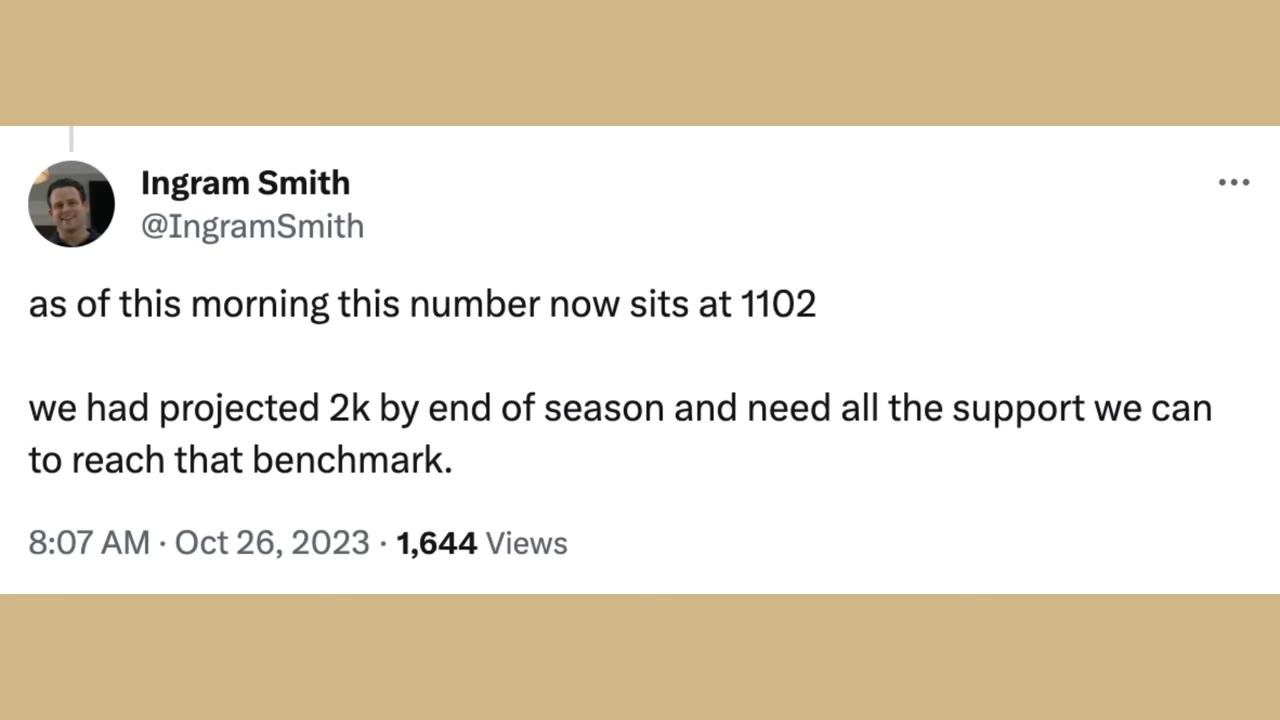 Ingram Smith
@IngramSmith
as of this morning this number now sits at 1102
we had projected 2k by end of season and need all the support we can
to reach that benchmark.
8:07 AM · Oct 26, 2023 · 1,644 Views